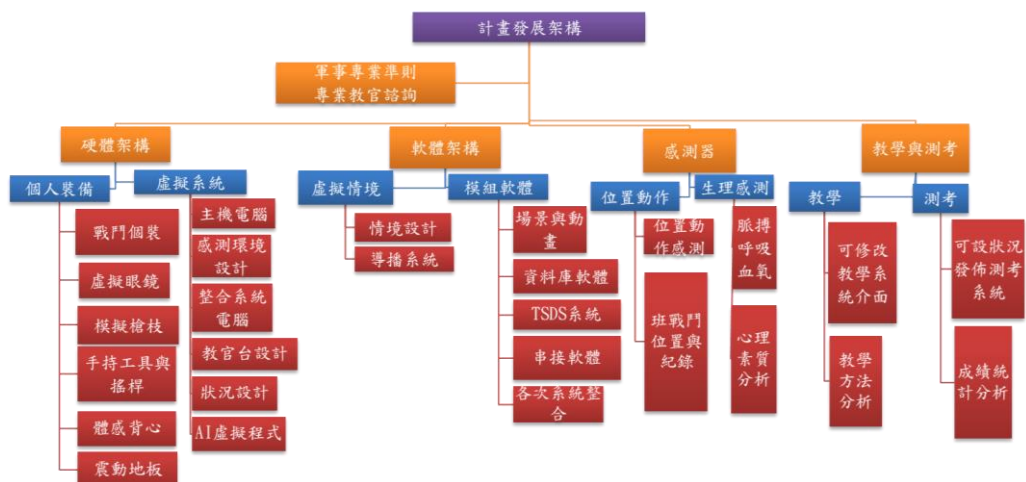 計畫發展架構
軍事專業準則
專業教官諮詢
硬體架構
軟體架構
感測器
教學與測考
個人裝備
虛擬系統
虛擬情境
模組軟體
位置動作
生理感測
教學
測考
戰鬥個裝
虛擬眼鏡
模擬槍枝
手持工具與
搖桿
體感背心
震動地板
主機電腦
感測環境
設計
整合系統
電腦
教官台設計
狀況設計
AI虛擬程式
情境設計
導播系統
場景與動
畫
資料庫軟體
TSDS系統
串接軟體
各次系統整
合
位置動
作感測
班戰鬥
位置與
紀錄
脈搏
呼吸
血氧
心理
素質
分析
可修改
教學系
統介面
教學
方法
分析
可設狀況
發佈測考
系統
成績統
計分析